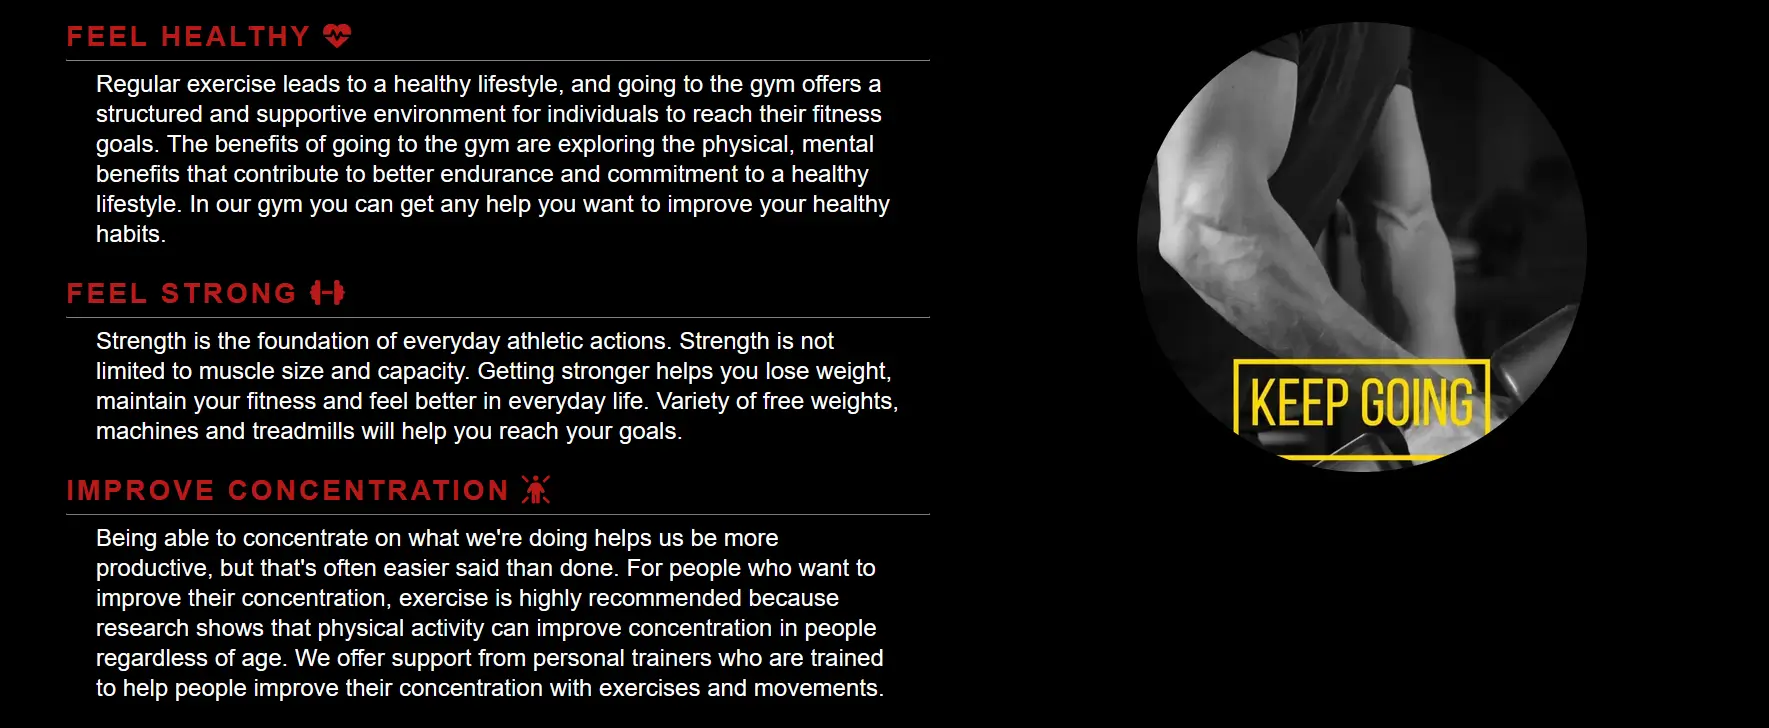 FEEL HEALTHY
Regular exercise leads to a healthy lifestyle, and going to the gym offers a
structured and supportive environment for individuals to reach their fitness
goals. The benefits of going to the gym are exploring the physical, mental
benefits that contribute to better endurance and commitment to a healthy
lifestyle. In our gym you can get any help you want to improve your healthy
habits.
FEEL STRONG
Strength is the foundation of everyday athletic actions. Strength is not
limited to muscle size and capacity. Getting stronger helps you lose weight,
maintain your fitness and feel better in everyday life. Variety of free weights,
machines and treadmills will help you reach your goals.
IMPROVE CONCENTRATION
Being able to concentrate on what we're doing helps us be more
productive, but that's often easier said than done. For people who want to
improve their concentration, exercise is highly recommended because
research shows that physical activity can improve concentration in people
regardless of age. We offer support from personal trainers who are trained
to help people improve their concentration with exercises and movements.
KEEP GOING